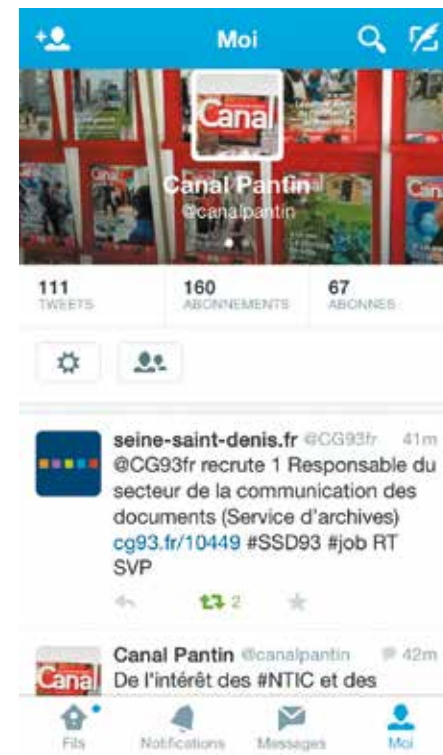 Moi
Canal
Canal Pantin
@canalpantin
111 160 67
TWEETS ABONNEMENTS ABONNES
seine-saint-denis.fr @CG93fr 41m
@CG93fr recrute 1 Responsable du
secteur de la communication des
documents (Service d'archives)
cg93.fr/10449 #SSD93 #job RT
SVP
2
Canal Pantin @canalpantin 42m
Canal
De l'intérêt des #NTIC et des
Fils Notifications Messages Moi